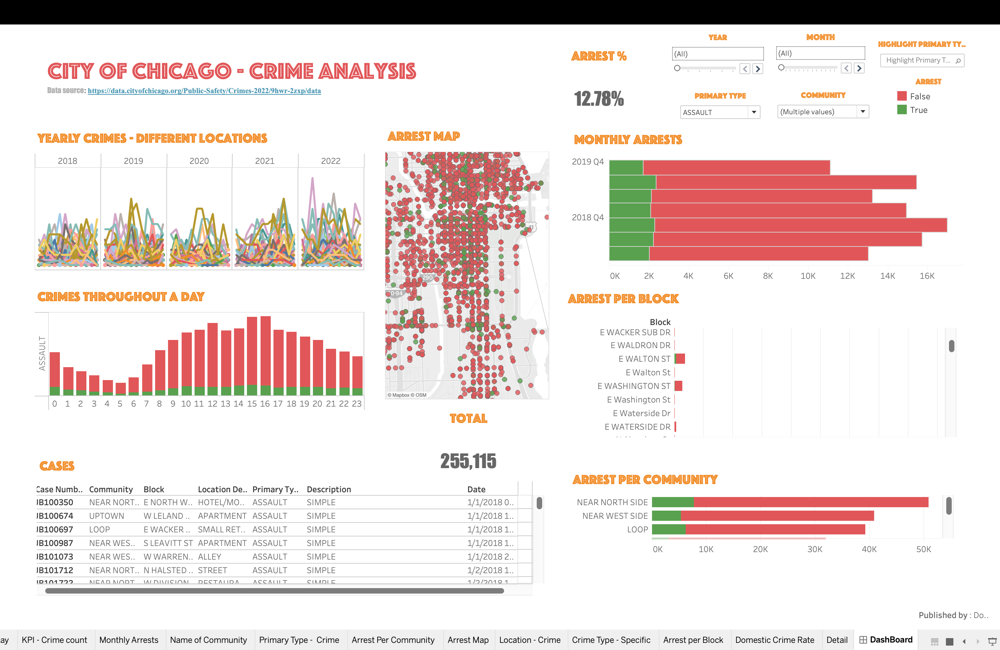 CITY OF CHICAGO - CRIME ANALYSIS
Data source: https://data.cityofchicago.org/Public-Safety/Crimes-2022/9hwr-2zxp/data
ARREST %
12.78%
YEAR
(All)
MONTH
(All)
HIGHLIGHT PRIMARY TY..
Highlight Primary T...
PRIMARY TYPE
ASSAULT
COMMUNITY
(Multiple values)
ARREST
False
True
YEARLY CRIMES - DIFFERENT LOCATIONS
2018 2019 2020 2021 2022
CRIMES THROUGHOUT A DAY
ASSAULT
0 1 2 3 4 5 6 7 8 9 10 11 12 13 14 15 16 17 18 19 20 21 22 23
ARREST MAP
41
290
0-94
© Mapbox © OSM
TOTAL
255,115
MONTHLY ARRESTS
2019 Q4
2018 Q4
0K 2K 4K 6K 8K 10K 12K 14K 16K
ARREST PER BLOCK
Block
E WACKER SUB DR
E WALDRON DR
E WALTON ST
E Walton St
E WASHINGTON ST
E Washington St
E Waterside Dr
E WATERSIDE DR
CASES
Case Numb.. Community Block Location De.. Primary Ty.. Description Date
JB100350 NEAR NORT.. E NORTH W.. HOTEL/MO.. ASSAULT SIMPLE 1/1/2018 0..
JB100674 UPTOWN W LELAND .. APARTMENT ASSAULT SIMPLE 1/1/2018 1..
JB100697 LOOP E WACKER .. SMALL RET.. ASSAULT SIMPLE 1/1/2018 1..
JB100987 NEAR WES.. S LEAVITT ST APARTMENT ASSAULT SIMPLE 1/1/2018 1..
JB101073 NEAR WES.. W WARREN.. ALLEY ASSAULT SIMPLE 1/1/2018 2..
JB101712 NEAR NORT.. N HALSTED .. STREET ASSAULT SIMPLE 1/2/2018 1..
JB101722 NEAR NORT.. W DIVISION RESTAURA.. ASSAULT SIMPLE 1/2/2018 1..
ARREST PER COMMUNITY
NEAR NORTH SIDE
NEAR WEST SIDE
LOOP
0K 10K 20K 30K 40K 50K
Published by : Do..
ay KPI - Crime count Monthly Arrests Name of Community Primary Type - Crime Arrest Per Community Arrest Map Location - Crime Crime Type - Specific Arrest per Block Domestic Crime Rate Detail DashBoard